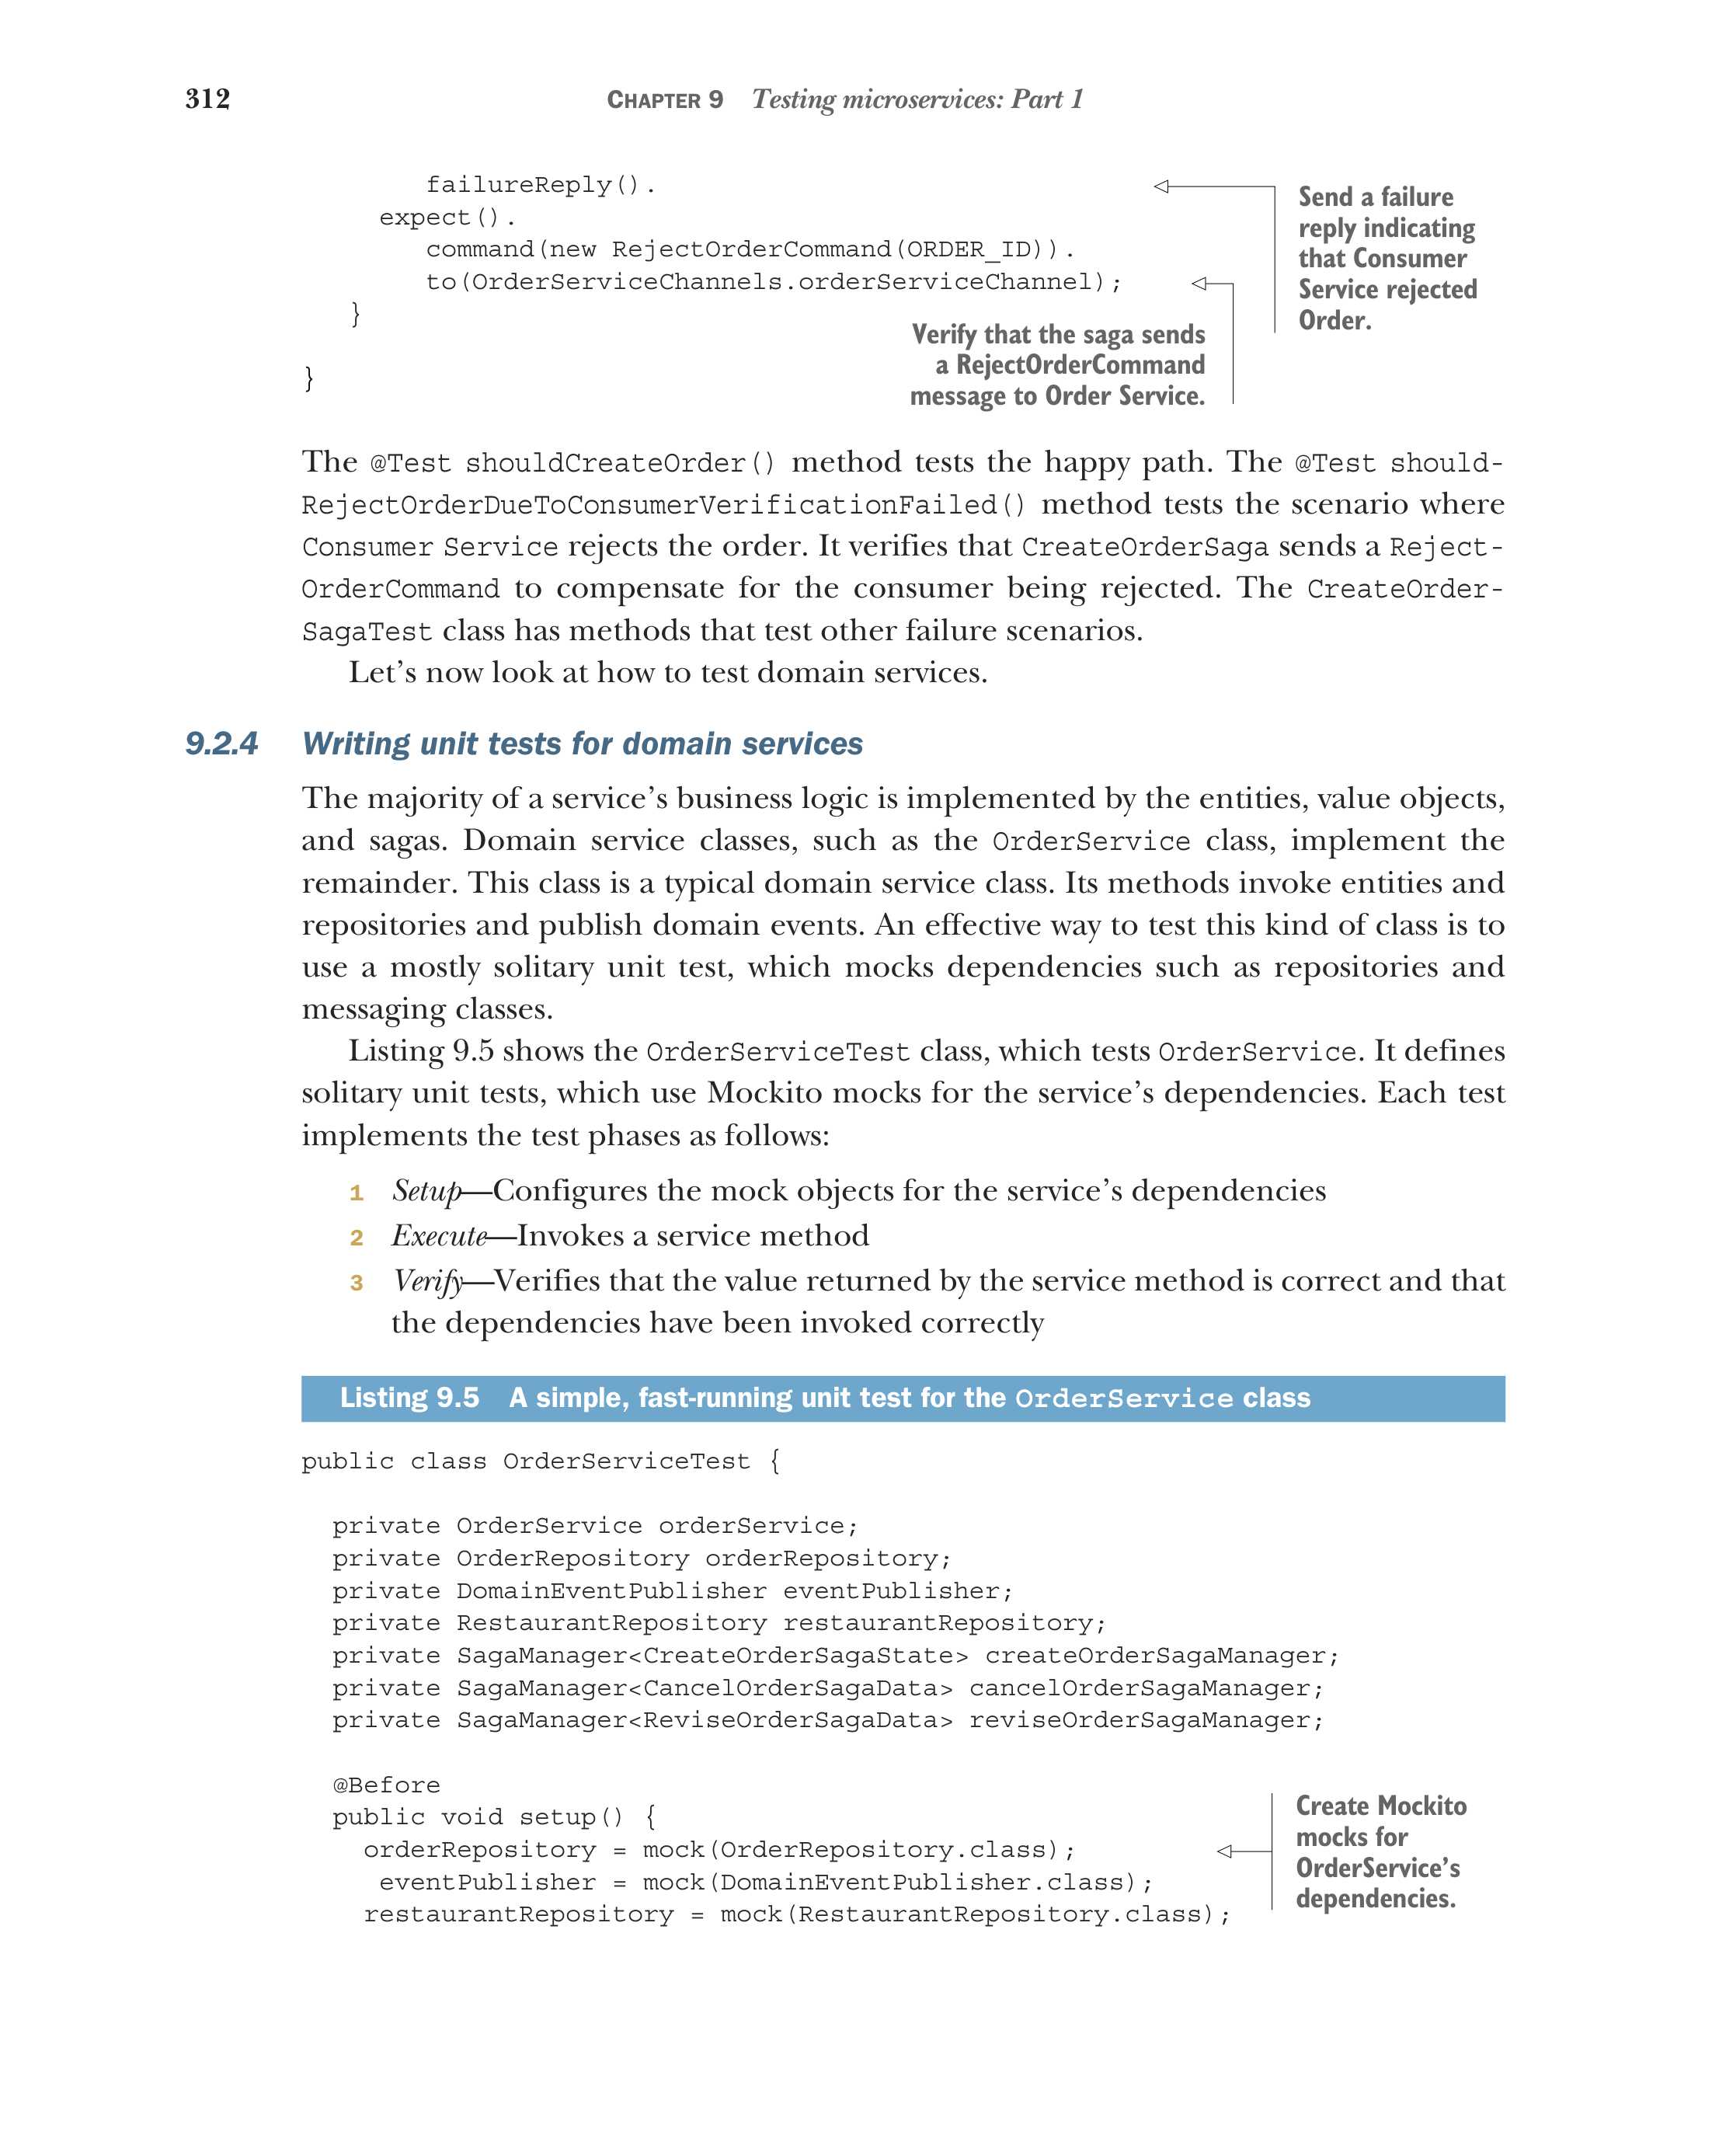 312
CHAPTER 9 Testing microservices: Part 1
failureReply().
expect().
command(new RejectOrderCommand(ORDER_ID)).
to(OrderServiceChannels.orderServiceChannel);
}
}
Send a failure
reply indicating
that Consumer
Service rejected
Order.
Verify that the saga sends
a RejectOrderCommand
message to Order Service.
The @Test shouldCreateOrder() method tests the happy path. The @Test should-
RejectOrderDueToConsumerVerificationFailed() method tests the scenario where
Consumer Service rejects the order. It verifies that CreateOrderSaga sends a Reject-
OrderCommand to compensate for the consumer being rejected. The CreateOrder-
SagaTest class has methods that test other failure scenarios.
Let’s now look at how to test domain services.
9.2.4 Writing unit tests for domain services
The majority of a service’s business logic is implemented by the entities, value objects,
and sagas. Domain service classes, such as the OrderService class, implement the
remainder. This class is a typical domain service class. Its methods invoke entities and
repositories and publish domain events. An effective way to test this kind of class is to
use a mostly solitary unit test, which mocks dependencies such as repositories and
messaging classes.
Listing 9.5 shows the OrderServiceTest class, which tests OrderService. It defines
solitary unit tests, which use Mockito mocks for the service’s dependencies. Each test
implements the test phases as follows:
1 Setup—Configures the mock objects for the service’s dependencies
2 Execute—Invokes a service method
3 Verify—Verifies that the value returned by the service method is correct and that
the dependencies have been invoked correctly
Listing 9.5 A simple, fast-running unit test for the OrderService class
public class OrderServiceTest {
private OrderService orderService;
private OrderRepository orderRepository;
private DomainEventPublisher eventPublisher;
private RestaurantRepository restaurantRepository;
private SagaManager<CreateOrderSagaState> createOrderSagaManager;
private SagaManager<CancelOrderSagaData> cancelOrderSagaManager;
private SagaManager<ReviseOrderSagaData> reviseOrderSagaManager;
@Before
public void setup() {
orderRepository = mock(OrderRepository.class);
eventPublisher = mock(DomainEventPublisher.class);
restaurantRepository = mock(RestaurantRepository.class);
Create Mockito
mocks for
OrderService’s
dependencies.